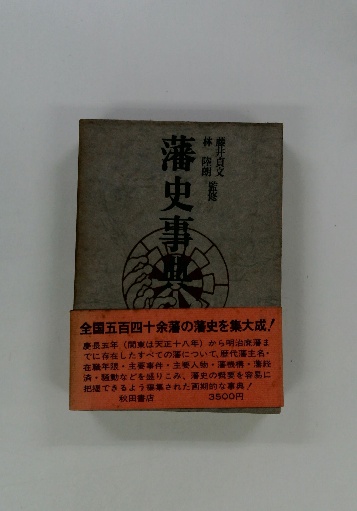 藤井貞文
林 陸朗 監修
藩史事典
全国五百四十余藩の藩史を集大成!
慶長五年(関東は天正十八年)から明治廃藩ま
でに存在したすべての藩について、歴代藩主名・
在職年現・主要事件・主要人物・藩機構・藩経
済・騒動などを盛りこみ、藩史の概要を容易に
把握できるよう編集された画期的な事典!
秋田書店 3500円